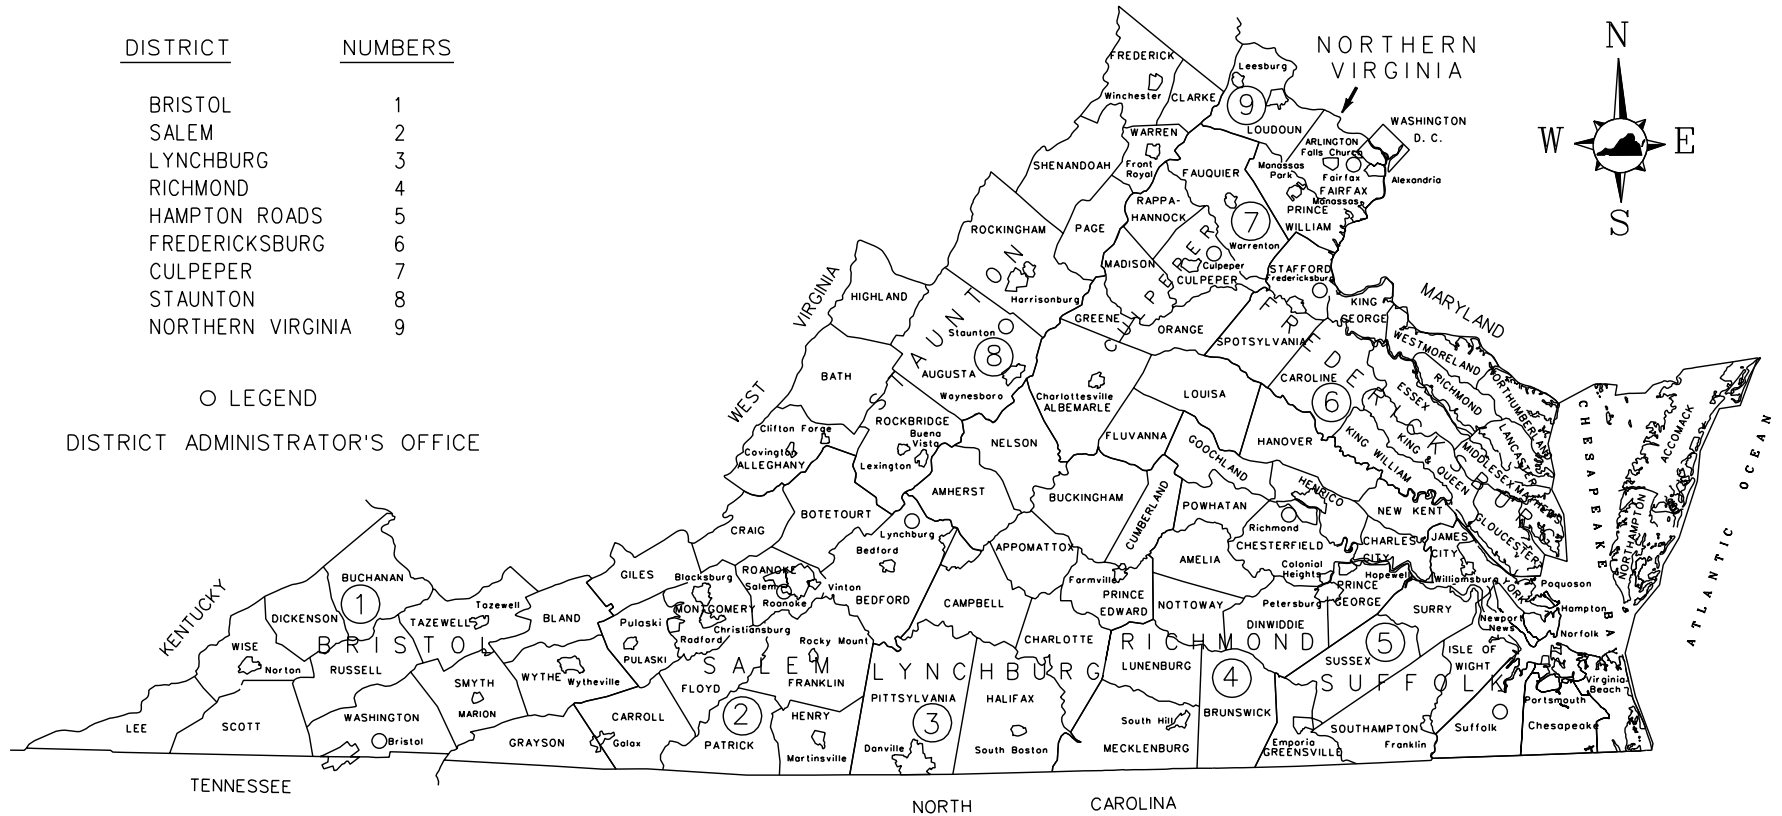 DISTRICT NUMBERS
BRISTOL 1
SALEM 2
LYNCHBURG 3
RICHMOND 4
HAMPTON ROADS 5
FREDERICKSBURG 6
CULPEPER 7
STAUNTON 8
NORTHERN VIRGINIA 9
LEGEND
DISTRICT ADMINISTRATOR'S OFFICE
N
W E
S
NORTHERN
VIRGINIA
WASHINGTON
D. C.
MARYLAND
WEST VIRGINIA
KENTUCKY
TENNESSEE
NORTH CAROLINA
CHESAPEAKE BAY
ATLANTIC OCEAN
FREDERICK
Winchester
CLARKE
Leesburg
9
LOUDOUN
ARLINGTON
Falls Church
Fairfax
FAIRFAX
Alexandria
Manassas
Park
Manassas
PRINCE
WILLIAM
WARREN
Front
Royal
SHENANDOAH
FAUQUIER
7
Warrenton
RAPPA-
HANNOCK
PAGE
ROCKINGHAM
Harrisonburg
MADISON
Culpeper
CULPEPER
CULPEPER
STAFFORD
Fredericksburg
KING
GEORGE
GREENE
ORANGE
SPOTSYLVANIA
FREDERICKSBURG
WESTMORELAND
HIGHLAND
STAUNTON
Staunton
8
AUGUSTA
Waynesboro
BATH
Charlottesville
ALBEMARLE
LOUISA
CAROLINE
6
ESSEX
RICHMOND
NORTHUMBERLAND
LANCASTER
ACCOMACK
NORTHAMPTON
ROCKBRIDGE
Buena
Vista
Lexington
Clifton Forge
Covington
ALLEGHANY
NELSON
FLUVANNA
GOOCHLAND
HANOVER
KING
WILLIAM
KING & QUEEN
MIDDLESEX
MATHEWS
GLOUCESTER
AMHERST
BUCKINGHAM
CUMBERLAND
POWHATAN
HENRICO
NEW KENT
Richmond
CHESTERFIELD
CHARLES
CITY
JAMES
CITY
Williamsburg
YORK
Poquoson
Hampton
Newport
News
Norfolk
BOTETOURT
CRAIG
Lynchburg
Bedford
BEDFORD
APPOMATTOX
AMELIA
Colonial
Heights
Hopewell
PRINCE
GEORGE
Petersburg
SURRY
Farmville
PRINCE
EDWARD
NOTTOWAY
DINWIDDIE
GILES
Blacksburg
ROANOKE
Salem
Roanoke
Vinton
MONTGOMERY
Christiansburg
Radford
CAMPBELL
CHARLOTTE
RICHMOND
LUNENBURG
4
BRUNSWICK
5
SUSSEX
SUFFOLK
ISLE OF
WIGHT
Virginia
Beach
Portsmouth
Chesapeake
Suffolk
SOUTHAMPTON
Franklin
Emporia
GREENSVILLE
BUCHANAN
1
DICKENSON
WISE
Norton
BRISTOL
RUSSELL
TAZEWELL
Tazewell
BLAND
Pulaski
PULASKI
WYTHE
Wytheville
SMYTH
MARION
WASHINGTON
Bristol
LEE
SCOTT
GRAYSON
CARROLL
Galax
FLOYD
SALEM
Rocky Mount
FRANKLIN
2
PATRICK
HENRY
Martinsville
LYNCHBURG
PITTSYLVANIA
3
Danville
HALIFAX
South Boston
South Hill
MECKLENBURG